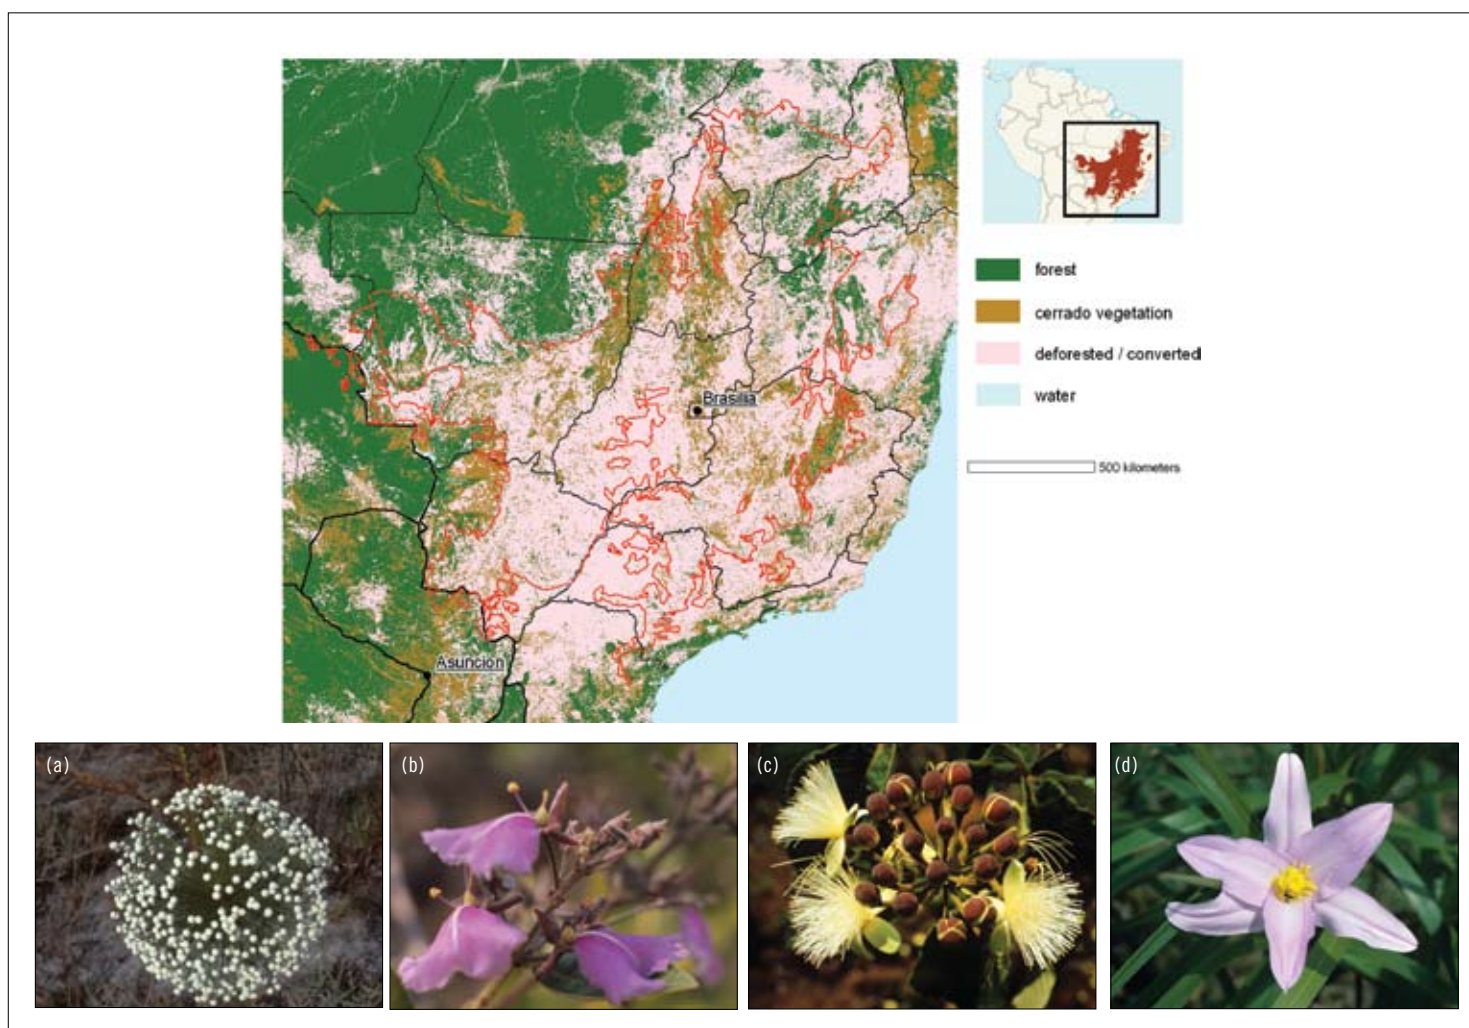 forest
cerrado vegetation
deforested / converted
water
500 kilometers
Brasilia
Asuncion
(a)
(b)
(c)
(d)